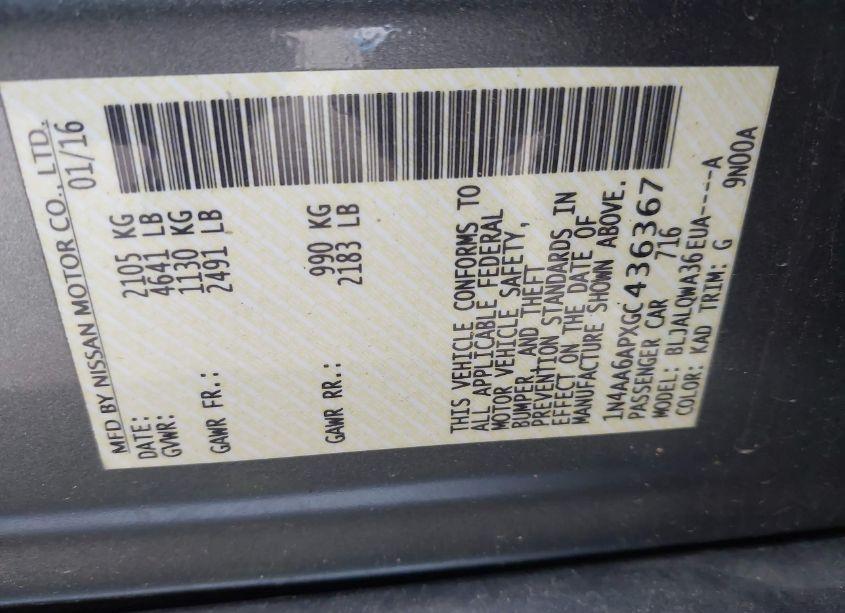 MFD BY NISSAN MOTOR CO., LTD.
DATE: 01/16
GVWR: 2105 KG
4641 LB
GAWR FR.: 1130 KG
2491 LB
GAWR RR.: 990 KG
2183 LB
THIS VEHICLE CONFORMS TO
ALL APPLICABLE FEDERAL
MOTOR VEHICLE SAFETY,
BUMPER, AND THEFT
PREVENTION STANDARDS IN
EFFECT ON THE DATE OF
MANUFACTURE SHOWN ABOVE.
1N4AA6APXGC436367
PASSENGER CAR 716
MODEL: BLJALQWA36EUA----A
COLOR: KAD TRIM: G 9N00A